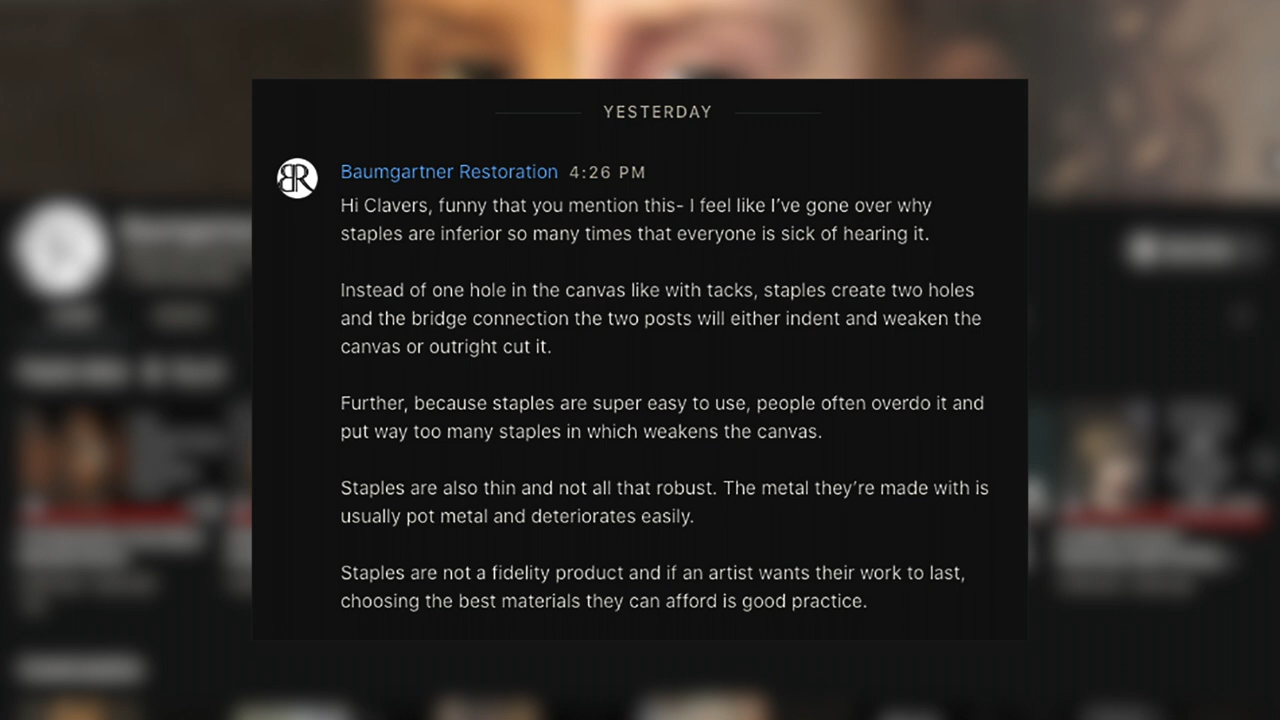 YESTERDAY
BR
Baumgartner Restoration 4:26 PM
Hi Clavers, funny that you mention this- I feel like I’ve gone over why
staples are inferior so many times that everyone is sick of hearing it.
Instead of one hole in the canvas like with tacks, staples create two holes
and the bridge connection the two posts will either indent and weaken the
canvas or outright cut it.
Further, because staples are super easy to use, people often overdo it and
put way too many staples in which weakens the canvas.
Staples are also thin and not all that robust. The metal they’re made with is
usually pot metal and deteriorates easily.
Staples are not a fidelity product and if an artist wants their work to last,
choosing the best materials they can afford is good practice.